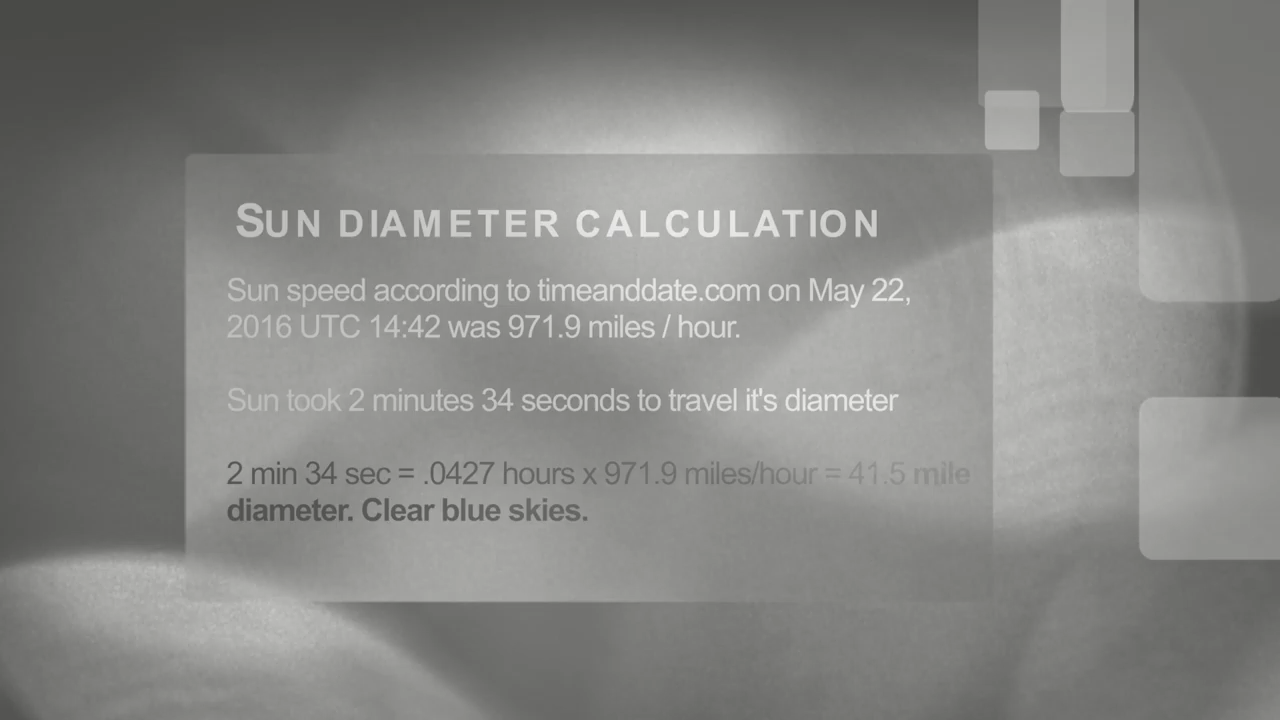 SUN DIAMETER CALCULATION
Sun speed according to timeanddate.com on May 22,
2016 UTC 14:42 was 971.9 miles / hour.
Sun took 2 minutes 34 seconds to travel it's diameter
2 min 34 sec = .0427 hours x 971.9 miles/hour = 41.5 mile
diameter. Clear blue skies.